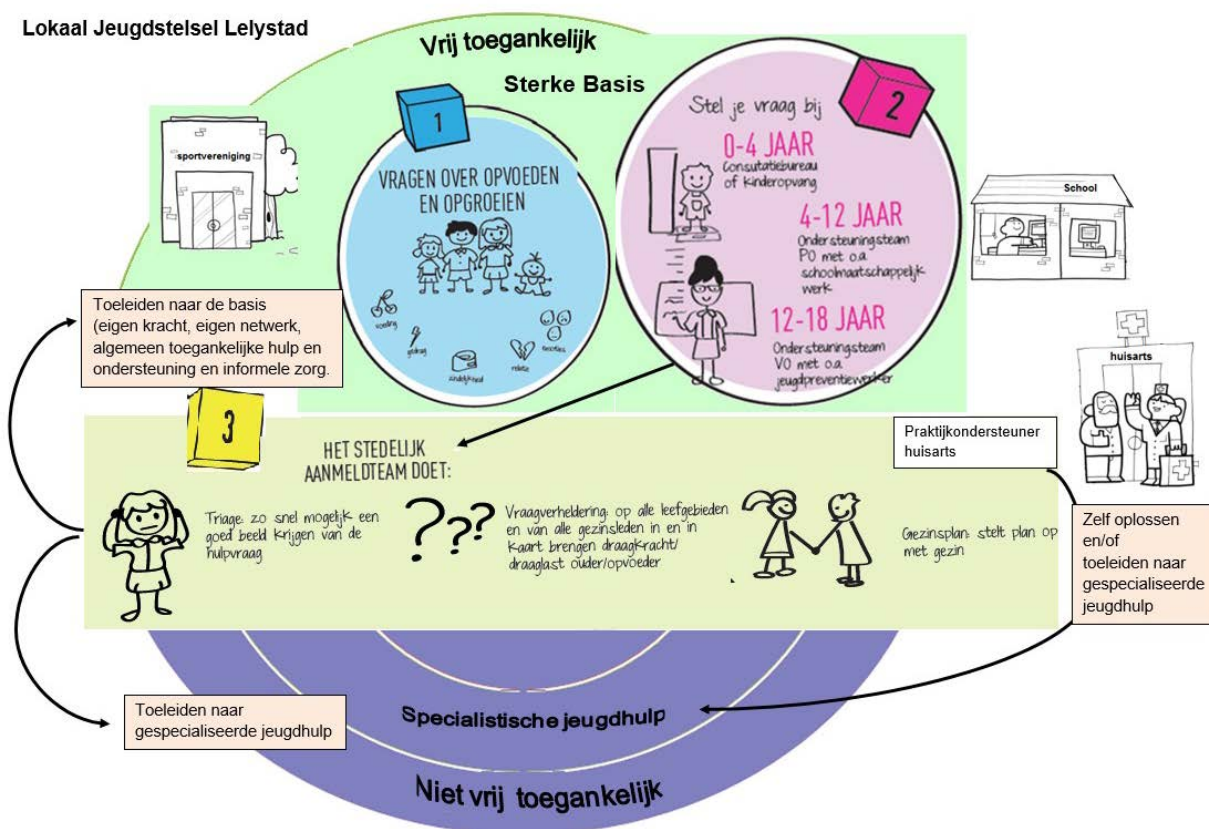 Lokaal Jeugdstelsel Lelystad
Vrij toegankelijk
Sterke Basis
sportvereniging
1
VRAGEN OVER OPVOEDEN
EN OPGROEIEN
voeding
gedrag
zindelijkheid
relatie
emoties
2
Stel je vraag bij
0-4 JAAR
Consutatiebureau
of kinderopvang
4-12 JAAR
Ondersteuningsteam
PO met o.a.
schoolmaatschappelijk
werk
12-18 JAAR
Ondersteuningsteam
VO met o.a.
jeugdpreventiewerker
School
huisarts
Toeleiden naar de basis
(eigen kracht, eigen netwerk,
algemeen toegankelijke hulp en
ondersteuning en informele zorg.
3
HET STEDELIJK
AANMELDTEAM DOET:
Triage: zo snel mogelijk een
goed beeld krijgen van de
hulpvraag
???
Vraagverheldering: op alle leefgebieden
en van alle gezinsleden in en in
kaart brengen draagkracht/
draaglast ouder/opvoeder
Gezinsplan: stelt plan op
met gezin
Praktijkondersteuner
huisarts
Zelf oplossen
en/of
toeleiden naar
gespecialiseerde
jeugdhulp
Toeleiden naar
gespecialiseerde jeugdhulp
Specialistische jeugdhulp
Niet vrij toegankelijk